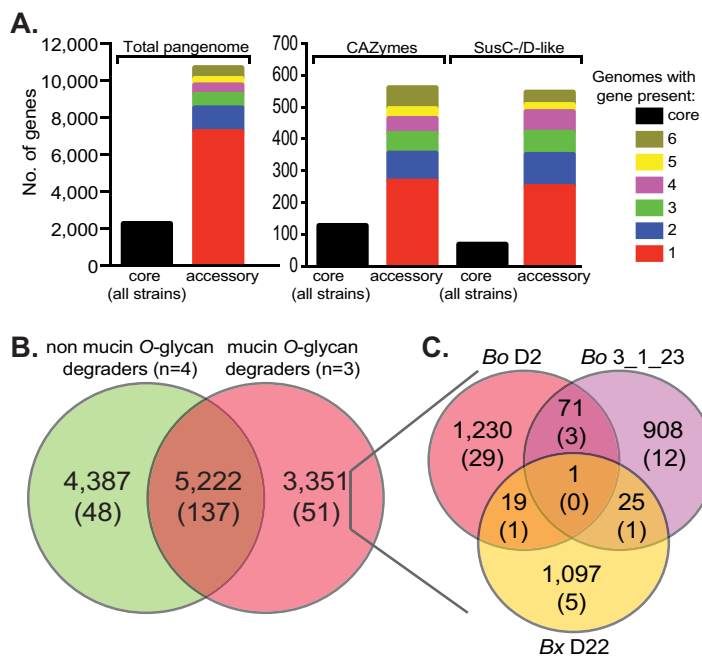 A.
Total pangenome
CAZymes
SusC-/D-like
No. of genes
12,000
10,000
8,000
6,000
4,000
2,000
0
core
(all strains)
accessory
700
600
500
400
300
200
100
0
core
(all strains)
accessory
core
(all strains)
accessory
Genomes with
gene present:
core
6
5
4
3
2
1
B.
non mucin O-glycan
degraders (n=4)
mucin O-glycan
degraders (n=3)
4,387
(48)
5,222
(137)
3,351
(51)
C.
Bo D2
Bo 3_1_23
1,230
(29)
71
(3)
908
(12)
1
(0)
19
(1)
25
(1)
1,097
(5)
Bx D22